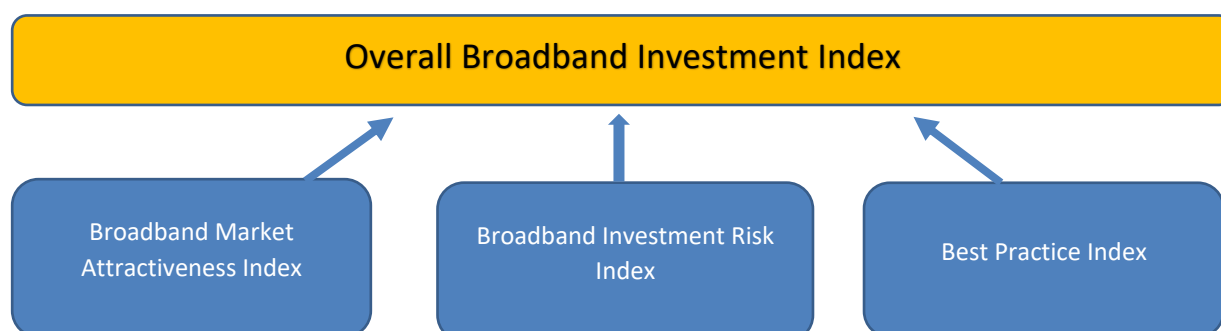 Overall Broadband Investment Index
Broadband Market
Attractiveness Index
Broadband Investment Risk
Index
Best Practice Index